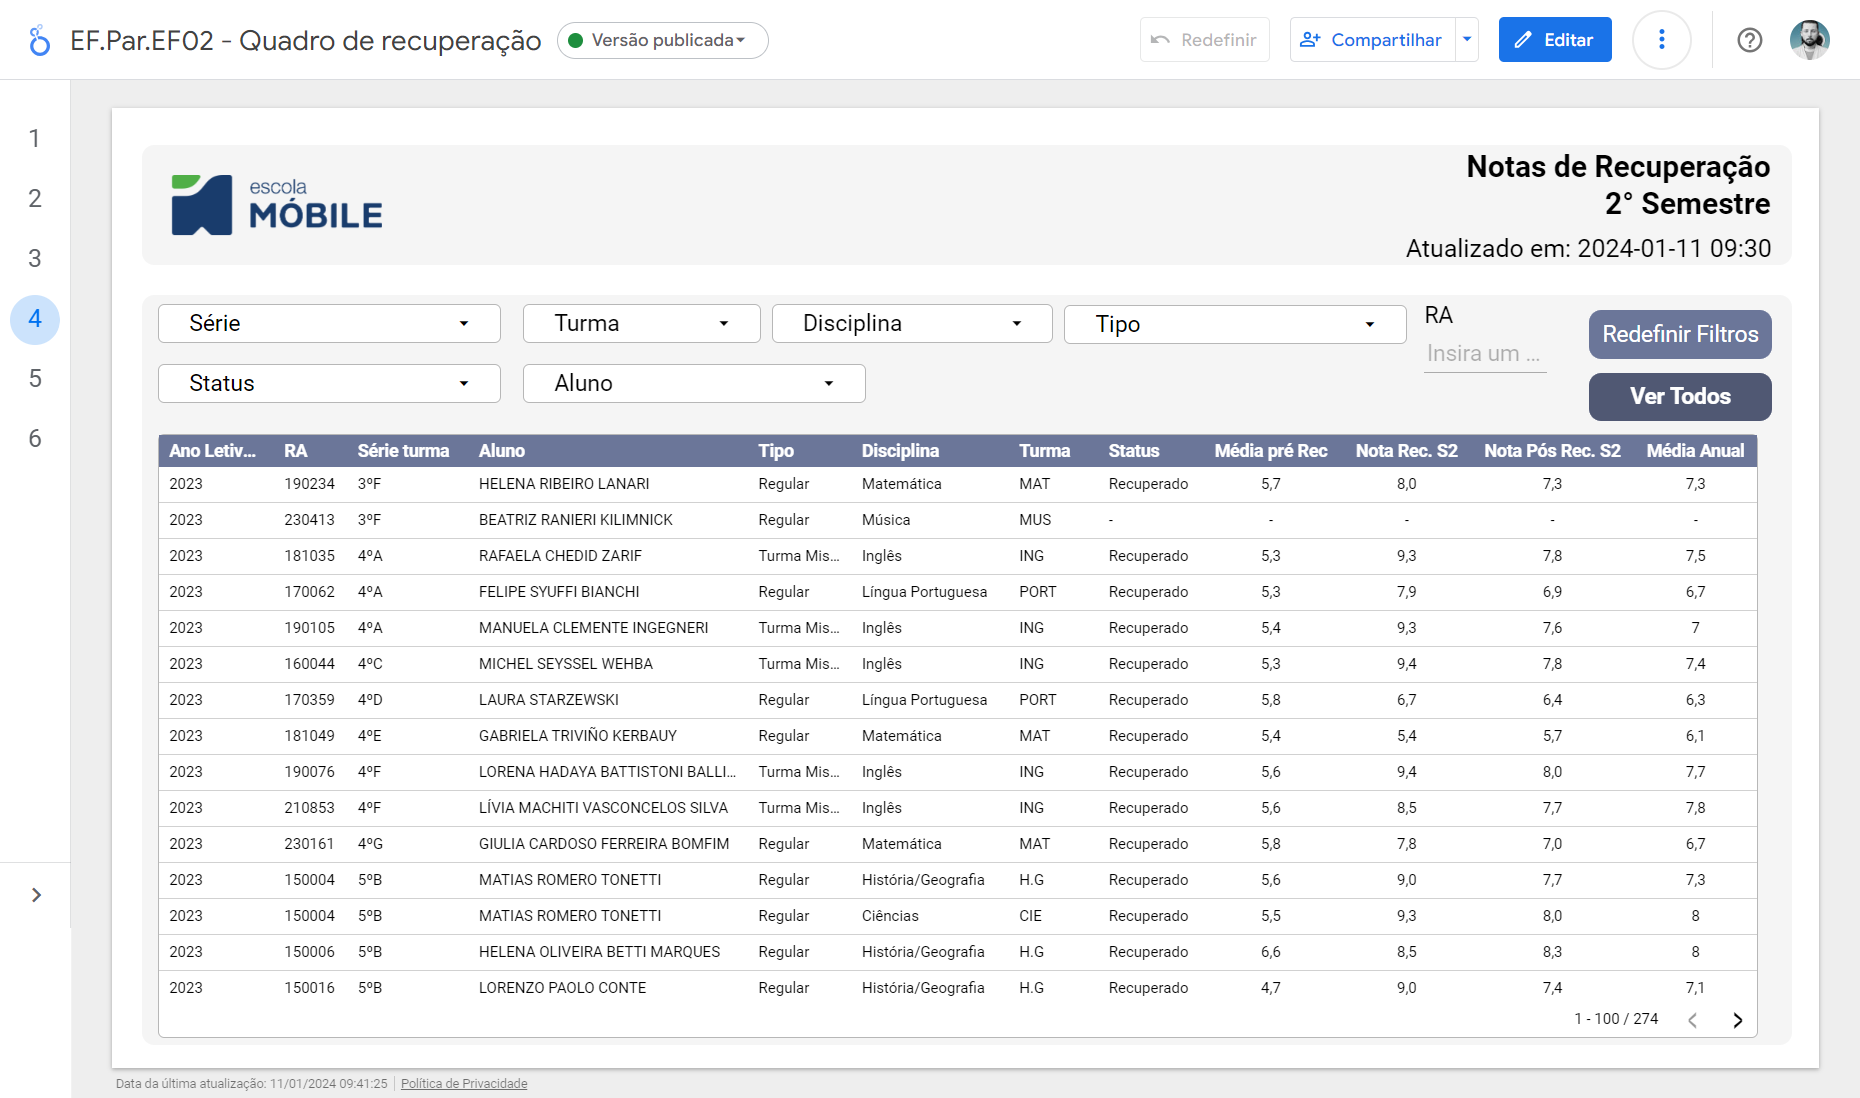 EF.Par.EF02 - Quadro de recuperação
Versão publicada
Redefinir
Compartilhar
Editar
1
2
3
4
5
6
escola
MÓBILE
Notas de Recuperação
2° Semestre
Atualizado em: 2024-01-11 09:30
Série Turma Disciplina Tipo RA
Insira um ...
Redefinir Filtros
Status Aluno
Ver Todos
Ano Letiv... RA Série turma Aluno Tipo Disciplina Turma Status Média pré Rec Nota Rec. S2 Nota Pós Rec. S2 Média Anual
2023 190234 3ºF HELENA RIBEIRO LANARI Regular Matemática MAT Recuperado 5,7 8,0 7,3 7,3
2023 230413 3ºF BEATRIZ RANIERI KILIMNICK Regular Música MUS - - - - -
2023 181035 4ºA RAFAELA CHEDID ZARIF Turma Mis... Inglês ING Recuperado 5,3 9,3 7,8 7,5
2023 170062 4ºA FELIPE SYUFFI BIANCHI Regular Língua Portuguesa PORT Recuperado 5,3 7,9 6,9 6,7
2023 190105 4ºA MANUELA CLEMENTE INGEGNERI Turma Mis... Inglês ING Recuperado 5,4 9,3 7,6 7
2023 160044 4ºC MICHEL SEYSSEL WEHBA Turma Mis... Inglês ING Recuperado 5,3 9,4 7,8 7,4
2023 170359 4ºD LAURA STARZEWSKI Regular Língua Portuguesa PORT Recuperado 5,8 6,7 6,4 6,3
2023 181049 4ºE GABRIELA TRIVIÑO KERBAUY Regular Matemática MAT Recuperado 5,4 5,4 5,7 6,1
2023 190076 4ºF LORENA HADAYA BATTISTONI BALLI... Turma Mis... Inglês ING Recuperado 5,6 9,4 8,0 7,7
2023 210853 4ºF LÍVIA MACHITI VASCONCELOS SILVA Turma Mis... Inglês ING Recuperado 5,6 8,5 7,7 7,8
2023 230161 4ºG GIULIA CARDOSO FERREIRA BOMFIM Regular Matemática MAT Recuperado 5,8 7,8 7,0 6,7
2023 150004 5ºB MATIAS ROMERO TONETTI Regular História/Geografia H.G Recuperado 5,6 9,0 7,7 7,3
2023 150004 5ºB MATIAS ROMERO TONETTI Regular Ciências CIE Recuperado 5,5 9,3 8,0 8
2023 150006 5ºB HELENA OLIVEIRA BETTI MARQUES Regular História/Geografia H.G Recuperado 6,6 8,5 8,3 8
2023 150016 5ºB LORENZO PAOLO CONTE Regular História/Geografia H.G Recuperado 4,7 9,0 7,4 7,1
1 - 100 / 274
Data da última atualização: 11/01/2024 09:41:25 Política de Privacidade